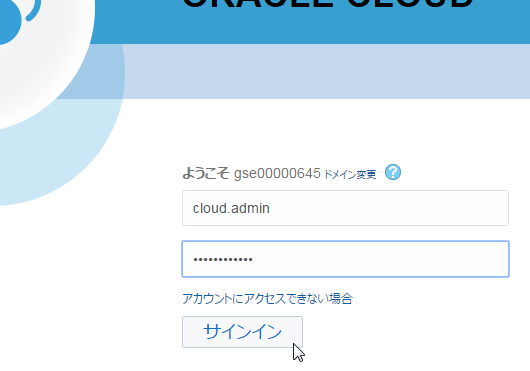 ORACLE CLOUD
ようこそ gse00000645 ドメイン変更 ?
cloud.admin
••••••••••••
アカウントにアクセスできない場合
サインイン